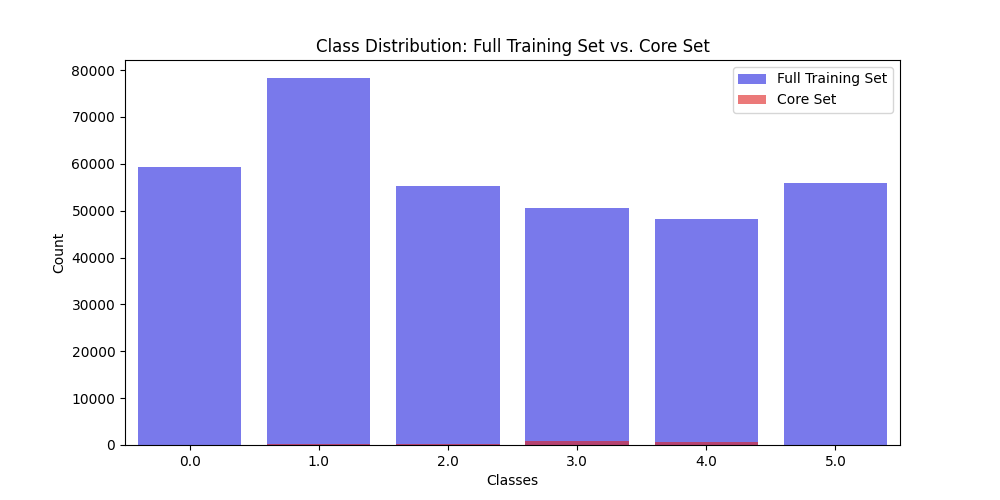 Class Distribution: Full Training Set vs. Core Set
Full Training Set
Core Set
80000
70000
60000
50000
40000
30000
20000
10000
0
Count
0.0 1.0 2.0 3.0 4.0 5.0
Classes